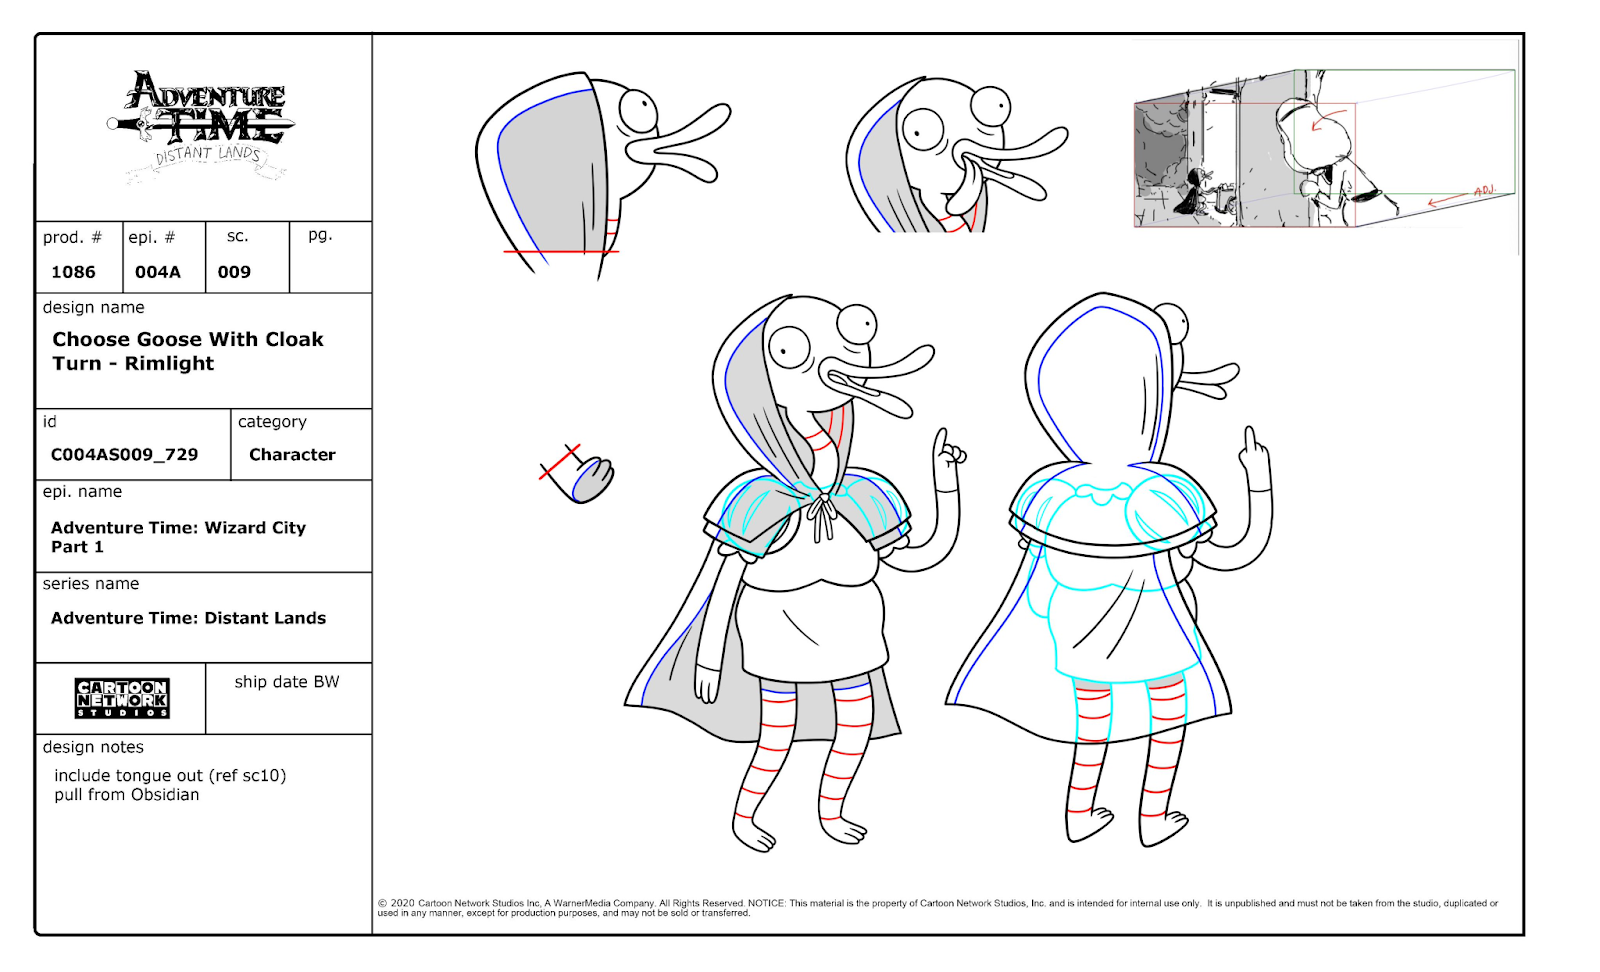 ADVENTURE
TIME
DISTANT LANDS
prod. #
epi. #
sc.
pg.
1086
004A
009
design name
Choose Goose With Cloak
Turn - Rimlight
id
category
C004AS009_729
Character
epi. name
Adventure Time: Wizard City
Part 1
series name
Adventure Time: Distant Lands
CARTOON
NETWORK
STUDIOS
ship date BW
design notes
include tongue out (ref sc10)
pull from Obsidian
ADJ.
© 2020 Cartoon Network Studios Inc, A WarnerMedia Company. All Rights Reserved. NOTICE: This material is the property of Cartoon Network Studios, Inc. and is intended for internal use only. It is unpublished and must not be taken from the studio, duplicated or
used in any manner, except for production purposes, and may not be sold or transferred.